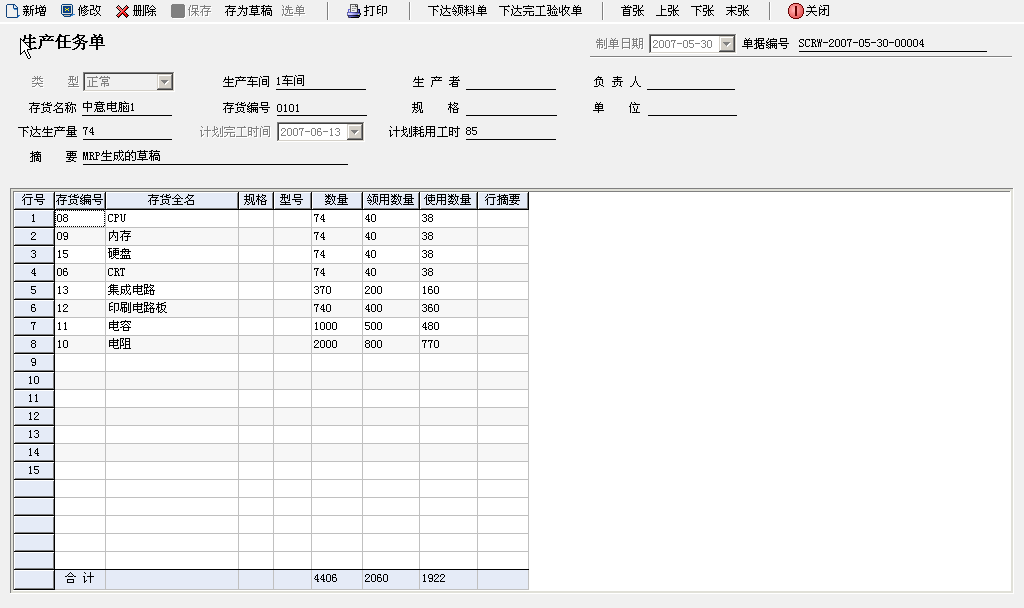 新增 修改 删除 保存 存为草稿 选单 打印 下达领料单 下达完工验收单 首张 上张 下张 末张 关闭
生产任务单 制单日期 2007-05-30 单据编号 SCRW-2007-05-30-00004
类 型 正常 生产车间 1车间 生 产 者 负 责 人
存货名称 中意电脑1 存货编号 0101 规 格 单 位
下达生产量 74 计划完工时间 2007-06-13 计划耗用工时 85
摘 要 MRP生成的草稿
行号 存货编号 存货全名 规格 型号 数量 领用数量 使用数量 行摘要
1 08 CPU 74 40 38
2 09 内存 74 40 38
3 15 硬盘 74 40 38
4 06 CRT 74 40 38
5 13 集成电路 370 200 160
6 12 印刷电路板 740 400 360
7 11 电容 1000 500 480
8 10 电阻 2000 800 770
9
10
11
12
13
14
15
合 计 4406 2060 1922